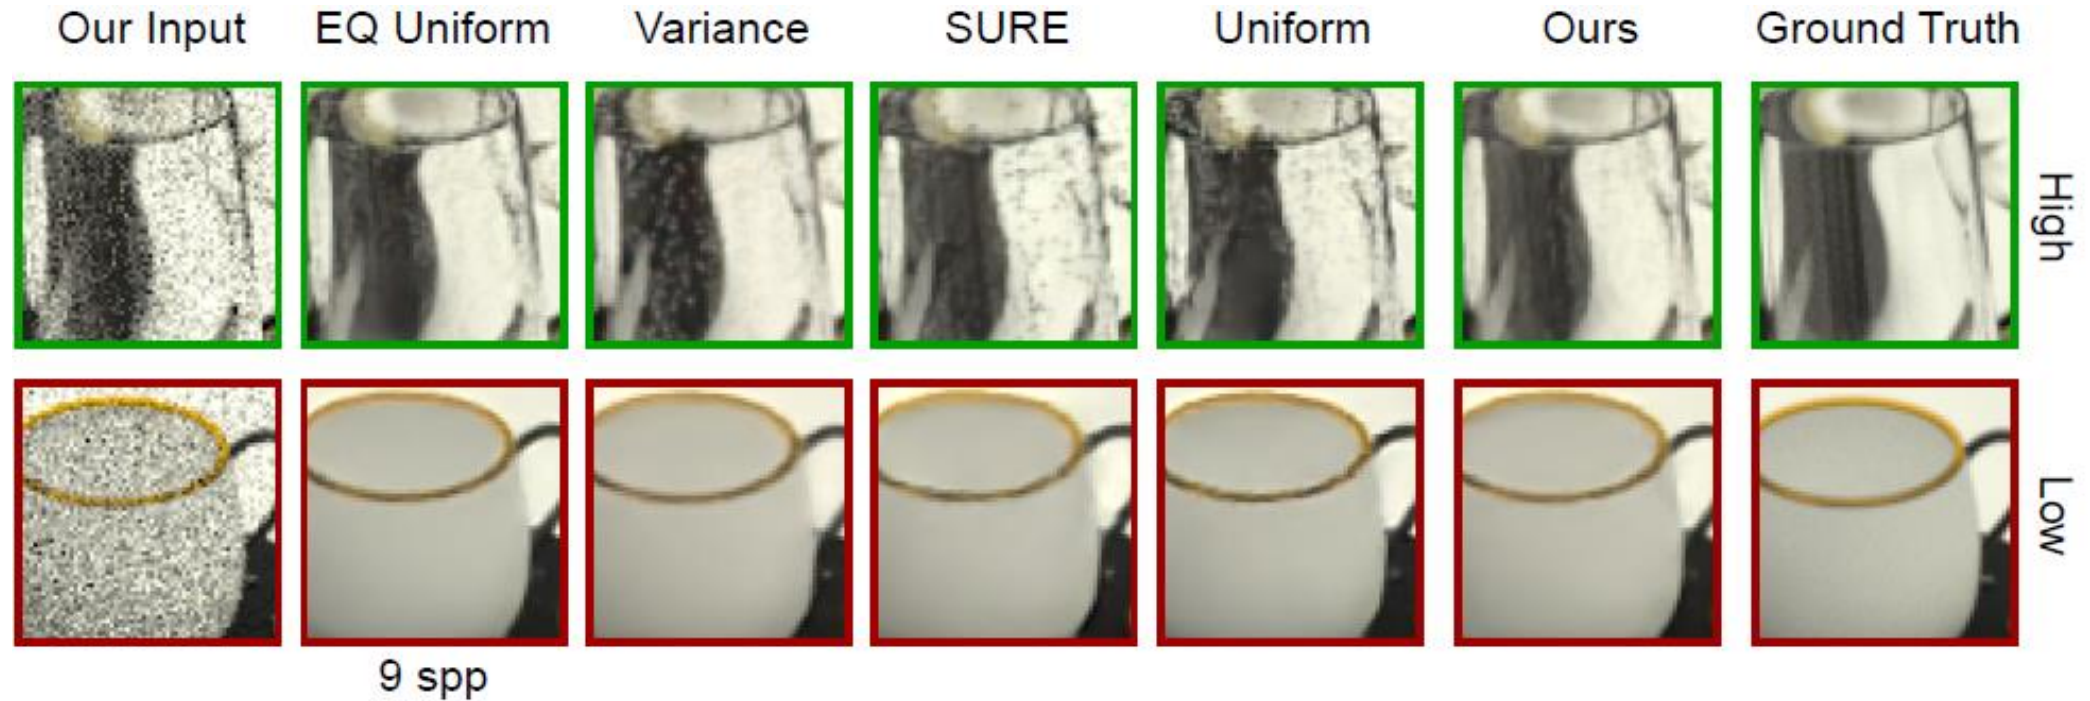 Our Input EQ Uniform Variance SURE Uniform Ours Ground Truth
High
Low
9 spp